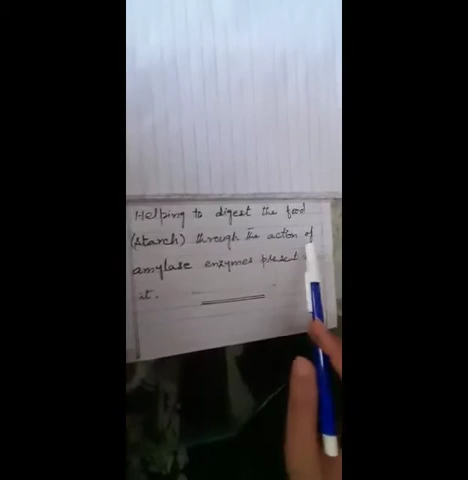 Helping to digest the food
(starch) through the action of
amylase enzymes present
it.